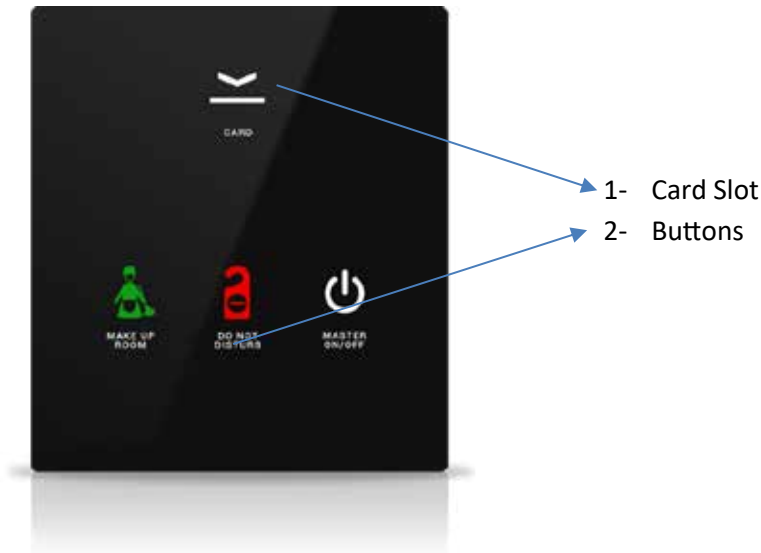 CARD
1- Card Slot
2- Buttons
MAKE UP
ROOM
DO NOT
DISTURB
MASTER
ON/OFF